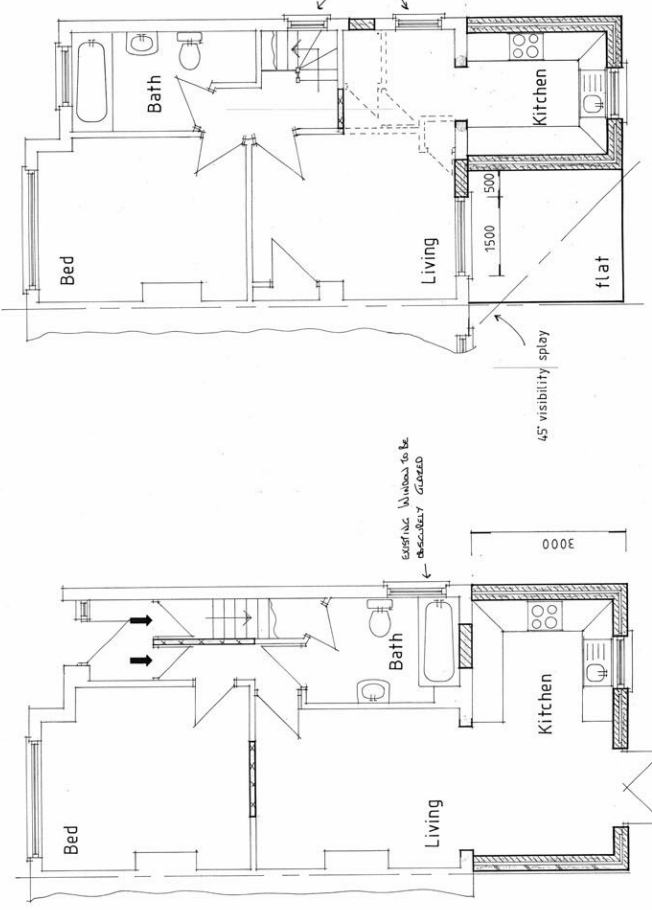 Bed
Living
Bath
EXISTING WINDOW TO BE
OBSCURELY GLAZED
Kitchen
3000
Bed
Bath
Living
Kitchen
1500
500
flat
45° visibility splay